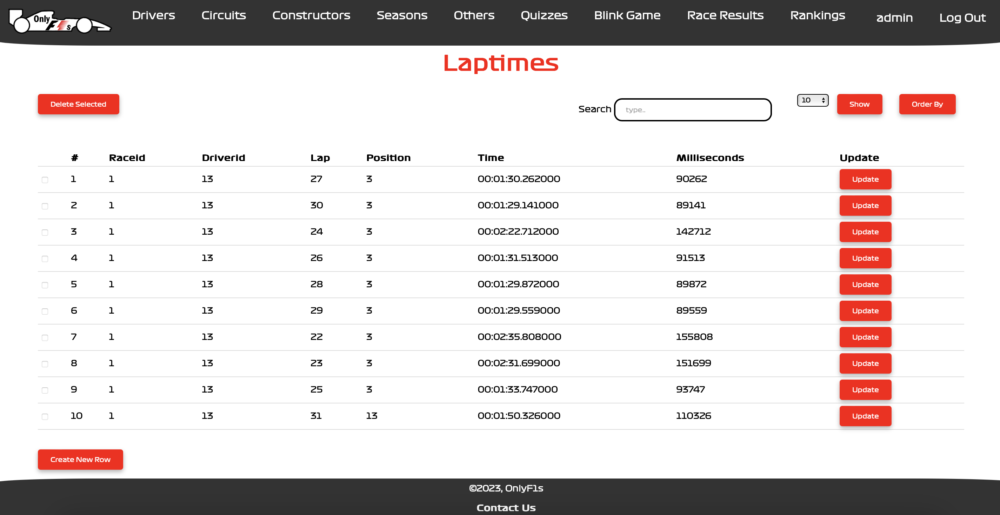 Only F1s Drivers Circuits Constructors Seasons Others Quizzes Blink Game Race Results Rankings admin Log Out
Laptimes
Delete Selected Search type.. 10 Show Order By
# Raceid Driverid Lap Position Time Milliseconds Update
1 1 13 27 3 00:01:30.262000 90262 Update
2 1 13 30 3 00:01:29.141000 89141 Update
3 1 13 24 3 00:02:22.712000 142712 Update
4 1 13 26 3 00:01:31.513000 91513 Update
5 1 13 28 3 00:01:29.872000 89872 Update
6 1 13 29 3 00:01:29.559000 89559 Update
7 1 13 22 3 00:02:35.808000 155808 Update
8 1 13 23 3 00:02:31.699000 151699 Update
9 1 13 25 3 00:01:33.747000 93747 Update
10 1 13 31 13 00:01:50.326000 110326 Update
Create New Row
©2023, OnlyF1s
Contact Us